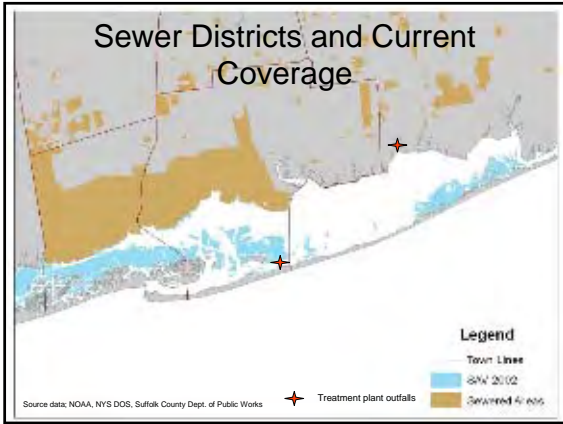 Sewer Districts and Current
Coverage
Legend
Town Lines
SAV 2002
Sewered Areas
Treatment plant outfalls
Source data; NOAA, NYS DOS, Suffolk County Dept. of Public Works